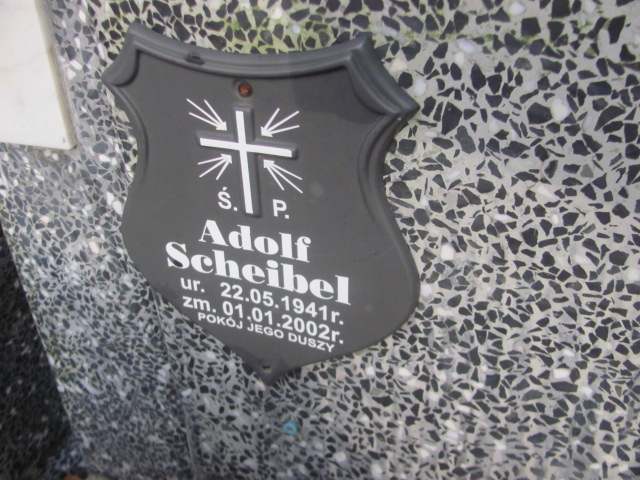 Ś. P.
Adolf
Scheibel
ur. 22.05.1941r.
zm. 01.01.2002r.
POKÓJ JEGO DUSZY